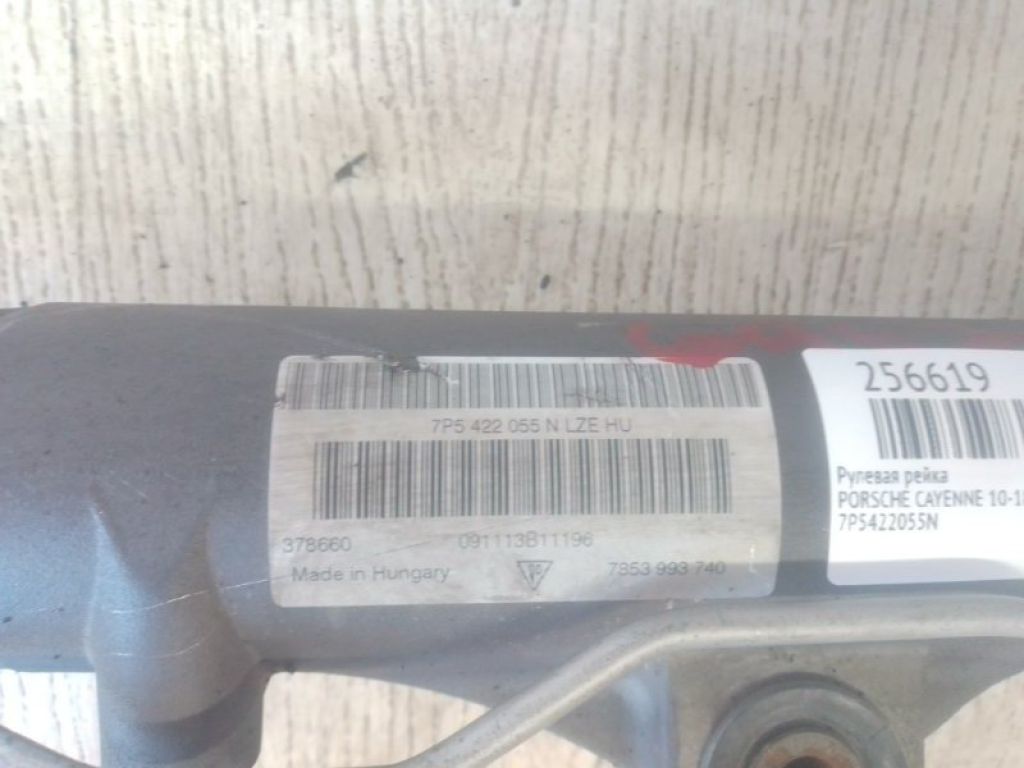 7P5 422 055 N LZE HU
378660 091113B11196
Made in Hungary 7853 993 740
256619
Рулевая рейка
PORSCHE CAYENNE 10-1
7P5422055N